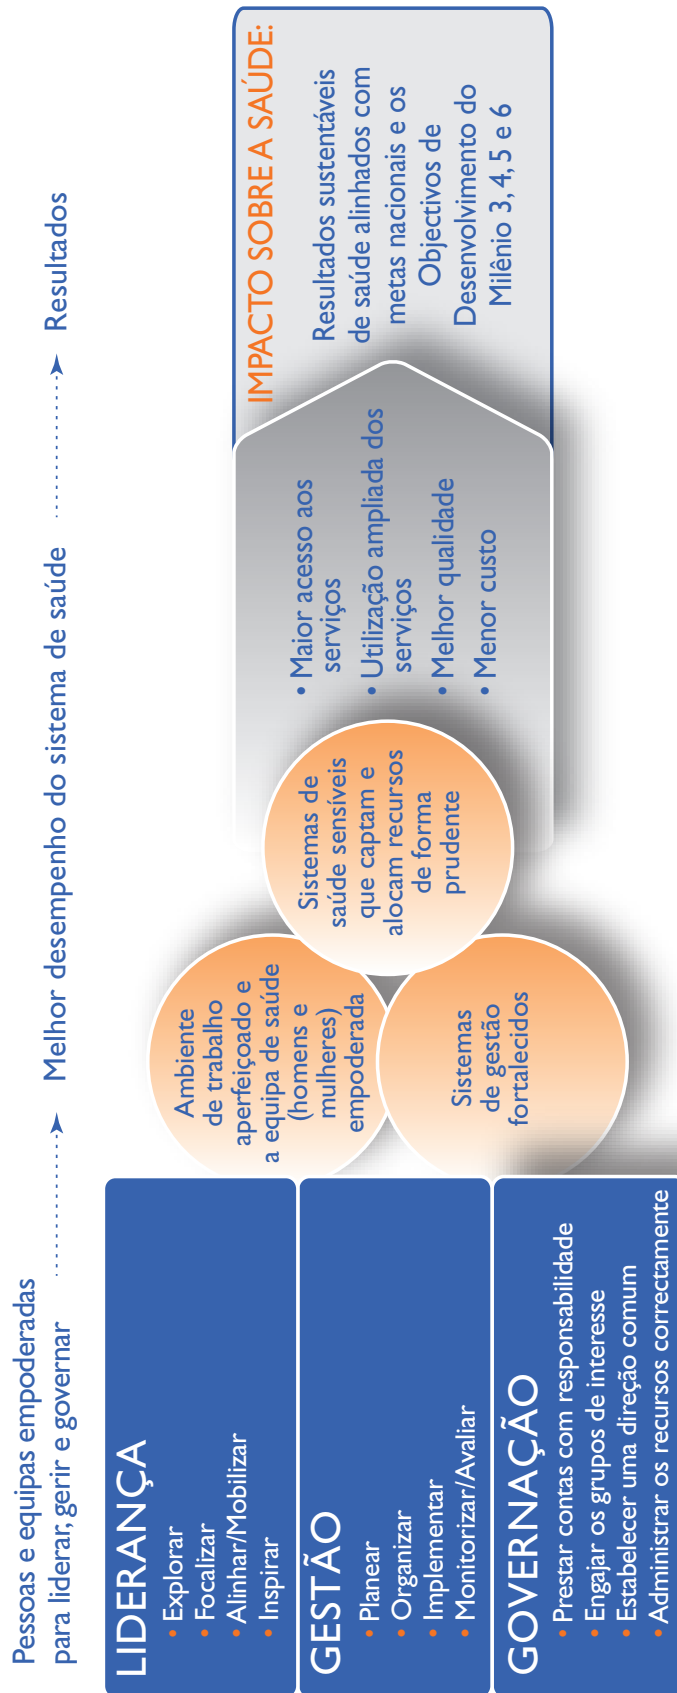 Pessoas e equipas empoderadas
para liderar, gerir e governar
Melhor desempenho do sistema de saúde
Resultados
LIDERANÇA
• Explorar
• Focalizar
• Alinhar/Mobilizar
• Inspirar
GESTÃO
• Planear
• Organizar
• Implementar
• Monitorizar/Avaliar
GOVERNAÇÃO
• Prestar contas com responsabilidade
• Engajar os grupos de interesse
• Estabelecer uma direção comum
• Administrar os recursos correctamente
Ambiente
de trabalho
aperfeiçoado e
a equipa de saúde
(homens e
mulheres)
empoderada
Sistemas
de gestão
fortalecidos
Sistemas de
saúde sensíveis
que captam e
alocam recursos
de forma
prudente
• Maior acesso aos
serviços
• Utilização ampliada dos
serviços
• Melhor qualidade
• Menor custo
IMPACTO SOBRE A SAÚDE:
Resultados sustentáveis
de saúde alinhados com
metas nacionais e os
Objectivos de
Desenvolvimento do
Milênio 3, 4, 5 e 6